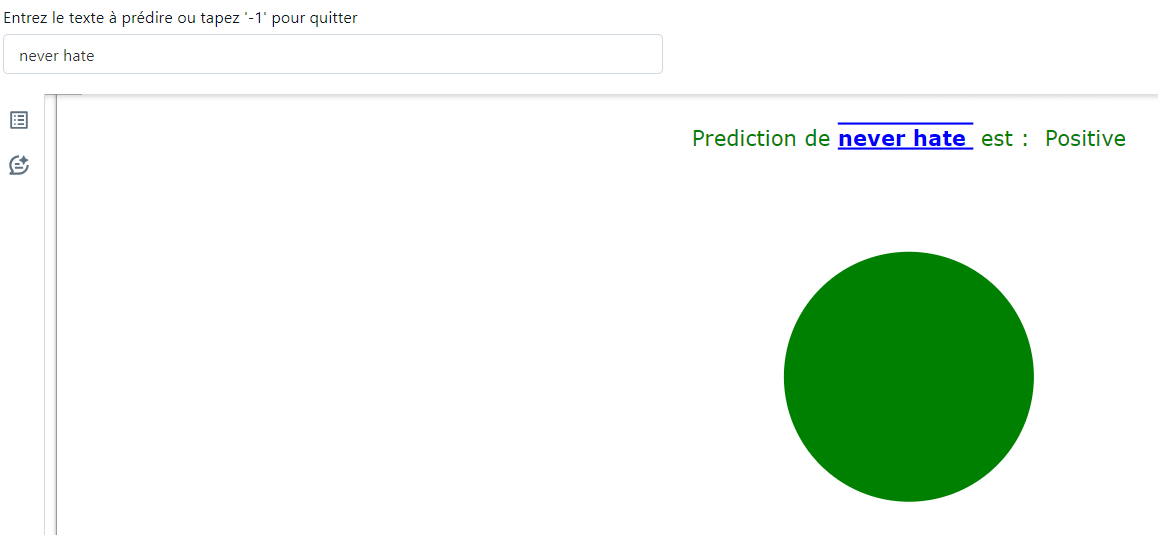 Entrez le texte à prédire ou tapez '-1' pour quitter
never hate
Prediction de never hate est : Positive